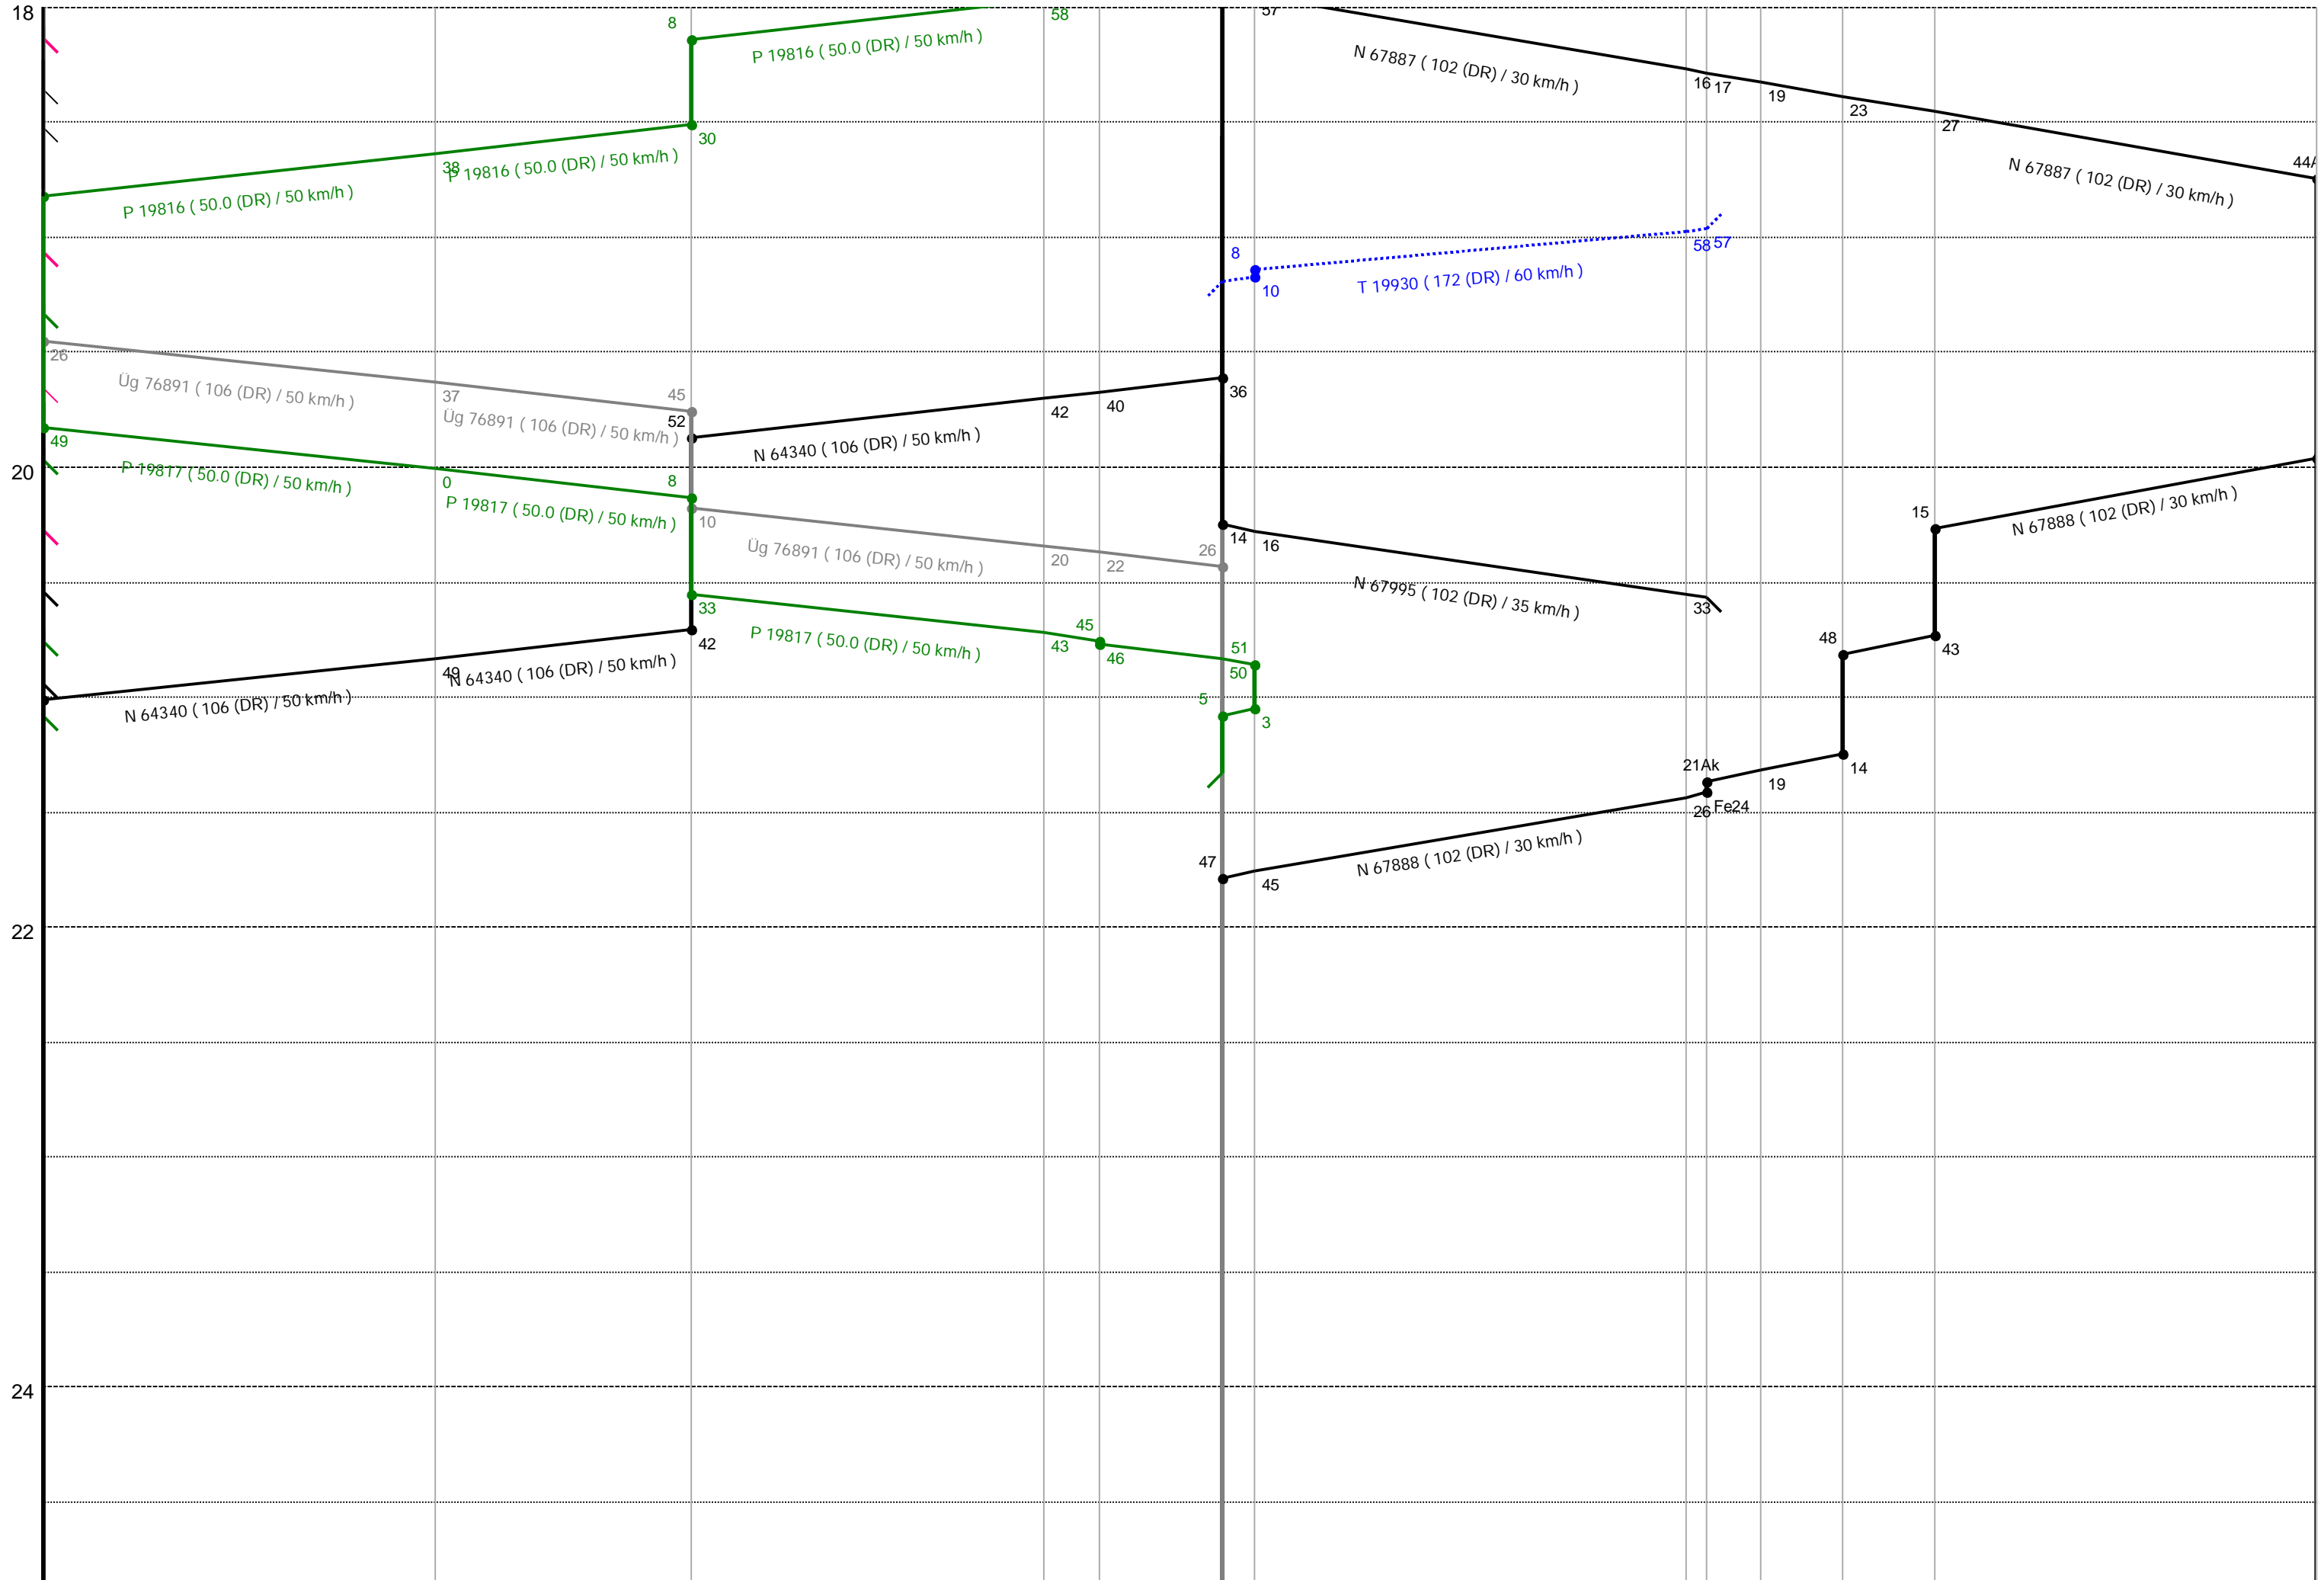 18
8
58
57
P 19816 ( 50.0 (DR) / 50 km/h )
N 67887 ( 102 (DR) / 30 km/h )
16
17
19
23
27
30
38
P 19816 ( 50.0 (DR) / 50 km/h )
44A
N 67887 ( 102 (DR) / 30 km/h )
P 19816 ( 50.0 (DR) / 50 km/h )
58
57
8
10
T 19930 ( 172 (DR) / 60 km/h )
26
Üg 76891 ( 106 (DR) / 50 km/h )
37
45
36
42
40
Üg 76891 ( 106 (DR) / 50 km/h )
52
N 64340 ( 106 (DR) / 50 km/h )
49
20
P 19817 ( 50.0 (DR) / 50 km/h )
0
8
P 19817 ( 50.0 (DR) / 50 km/h )
10
15
N 67888 ( 102 (DR) / 30 km/h )
14
16
Üg 76891 ( 106 (DR) / 50 km/h )
20
22
26
N 67995 ( 102 (DR) / 35 km/h )
33
33
P 19817 ( 50.0 (DR) / 50 km/h )
45
43
46
42
48
43
51
50
49
N 64340 ( 106 (DR) / 50 km/h )
N 64340 ( 106 (DR) / 50 km/h )
5
3
21Ak
14
19
26
Fe24
N 67888 ( 102 (DR) / 30 km/h )
47
45
22
24